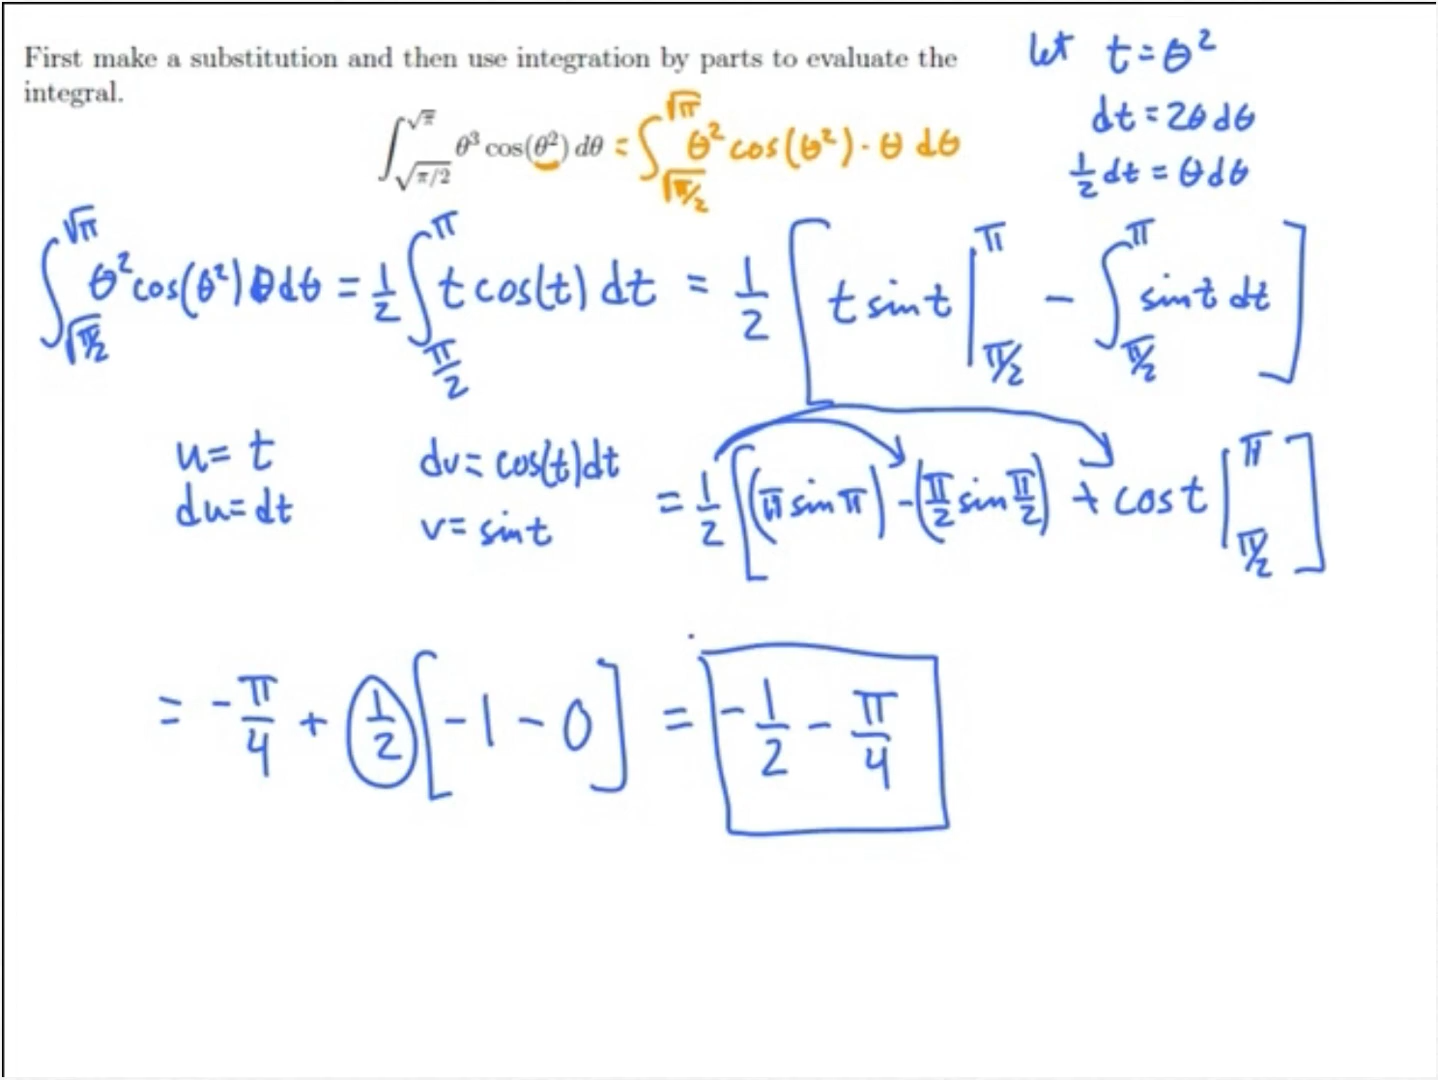 First make a substitution and then use integration by parts to evaluate the
integral.
let t = θ²
dt = 2θ dθ
½ dt = θ dθ
∫_{√π/2}^{√π} θ³ cos(θ²) dθ = ∫_{√π/2}^{√π} θ² cos(θ²) · θ dθ
∫_{√π/2}^{√π} θ² cos(θ²) θ dθ = ½ ∫_{π/2}^{π} t cos(t) dt = ½ [ t sin t |_{π/2}^{π} − ∫_{π/2}^{π} sin t dt ]
u = t dv = cos(t) dt
du = dt v = sin t
= ½ [ (π sin π) − (π/2 sin π/2) + cos t |_{π/2}^{π} ]
= −π/4 + ½ [ −1 − 0 ] = −½ − π/4